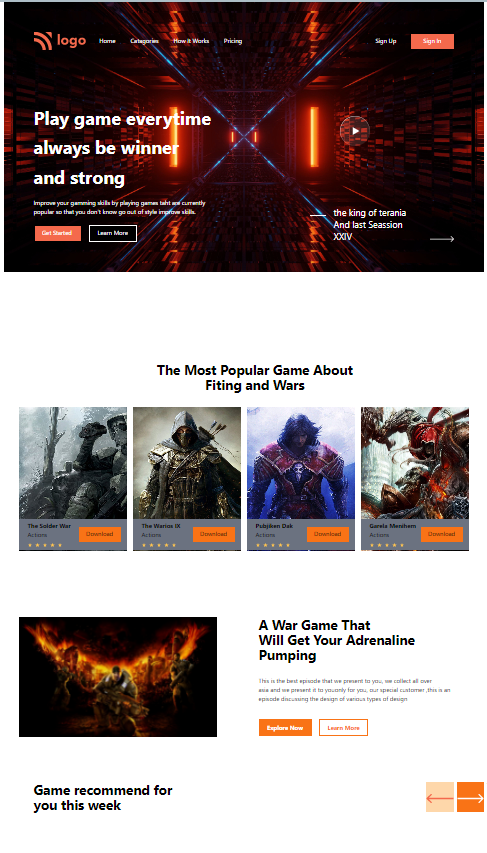 logo
Home Categories How It Works Pricing
Sign Up Sign In
Play game everytime
always be winner
and strong
Improve your gamming skills by playing games taht are currently
populor so that you don't know go out of style improve skills.
Get Started Learn More
the king of terania
And last Seassion
XXIV
The Most Popular Game About
Fiting and Wars
The Solder War
Actions
Download
The Warios IX
Actions
Download
Pubjiken Dak
Actions
Download
Garela Menihem
Actions
Download
A War Game That
Will Get Your Adrenaline
Pumping
This is the best episode that we present to you, we collect all over
asia and we present it to youonly for you, our special customer ,this is an
episode discussing the design of various types of design
Explore Now Learn More
Game recommend for
you this week